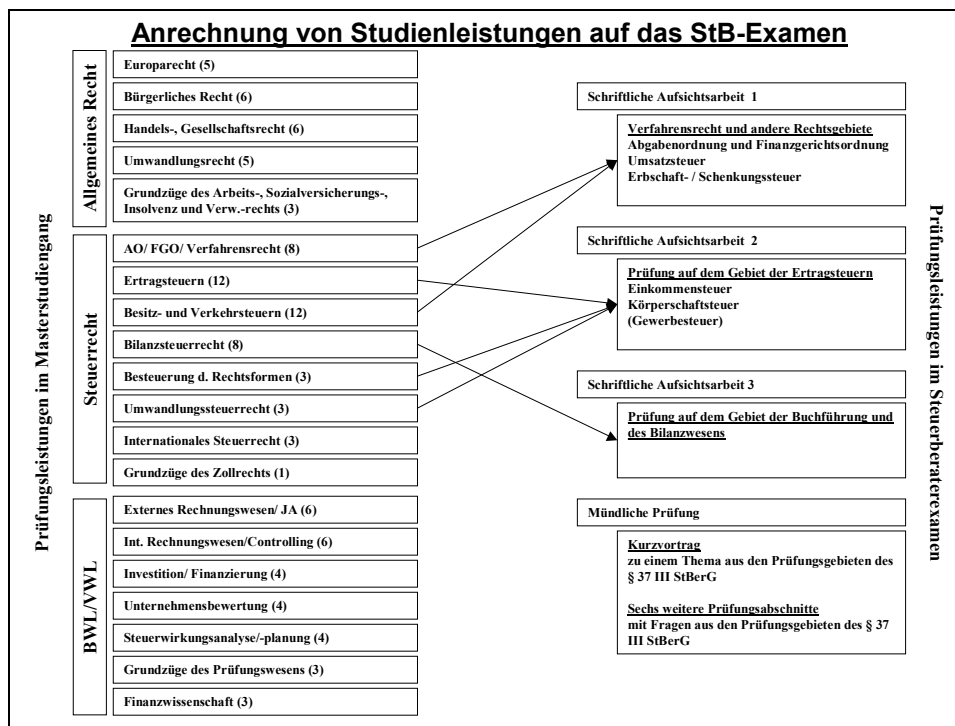 Anrechnung von Studienleistungen auf das StB-Examen
Prüfungsleistungen im Masterstudiengang
Allgemeines Recht
Europarecht (5)
Bürgerliches Recht (6)
Handels-, Gesellschaftsrecht (6)
Umwandlungsrecht (5)
Grundzüge des Arbeits-, Sozialversicherungs-,
Insolvenz und Verw.-rechts (3)
Steuerrecht
AO/ FGO/ Verfahrensrecht (8)
Ertragsteuern (12)
Besitz- und Verkehrsteuern (12)
Bilanzsteuerrecht (8)
Besteuerung d. Rechtsformen (3)
Umwandlungssteuerrecht (3)
Internationales Steuerrecht (3)
Grundzüge des Zollrechts (1)
BWL/VWL
Externes Rechnungswesen/ JA (6)
Int. Rechnungswesen/Controlling (6)
Investition/ Finanzierung (4)
Unternehmensbewertung (4)
Steuerwirkungsanalyse/-planung (4)
Grundzüge des Prüfungswesens (3)
Finanzwissenschaft (3)
Schriftliche Aufsichtsarbeit 1
Verfahrensrecht und andere Rechtsgebiete
Abgabenordnung und Finanzgerichtsordnung
Umsatzsteuer
Erbschaft- / Schenkungssteuer
Schriftliche Aufsichtsarbeit 2
Prüfung auf dem Gebiet der Ertragsteuern
Einkommensteuer
Körperschaftsteuer
(Gewerbesteuer)
Schriftliche Aufsichtsarbeit 3
Prüfung auf dem Gebiet der Buchführung und
des Bilanzwesens
Mündliche Prüfung
Kurzvortrag
zu einem Thema aus den Prüfungsgebieten des
§ 37 III StBerG
Sechs weitere Prüfungsabschnitte
mit Fragen aus den Prüfungsgebieten des § 37
III StBerG
Prüfungsleistungen im Steuerberaterexamen